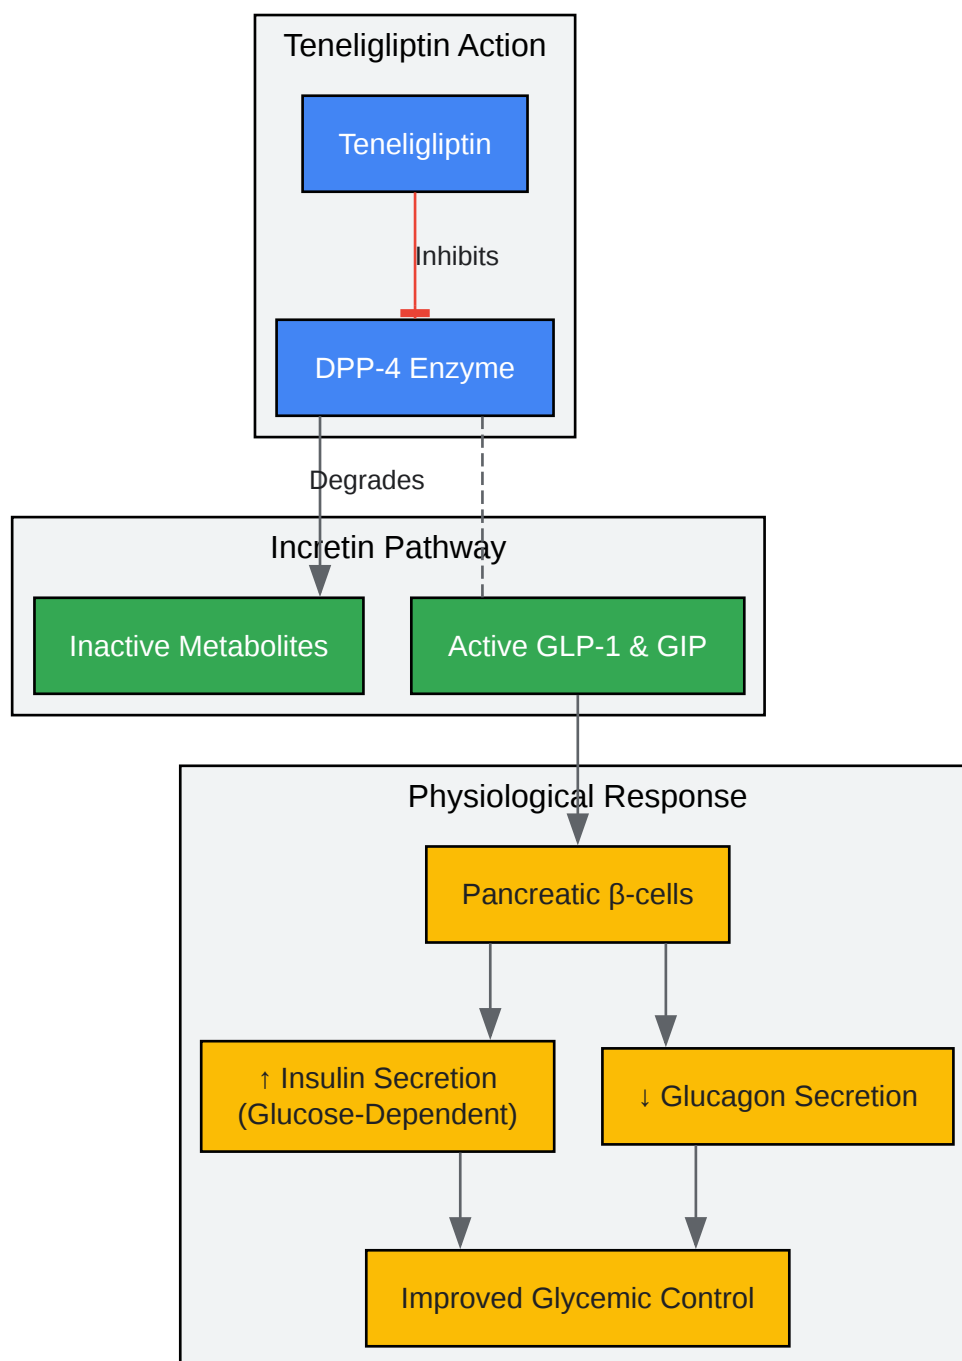 Teneligliptin Action
Teneligliptin
Inhibits
DPP-4 Enzyme
Degrades
Incretin Pathway
Inactive Metabolites
Active GLP-1 & GIP
Physiological Response
Pancreatic β-cells
↑ Insulin Secretion
(Glucose-Dependent)
↓ Glucagon Secretion
Improved Glycemic Control